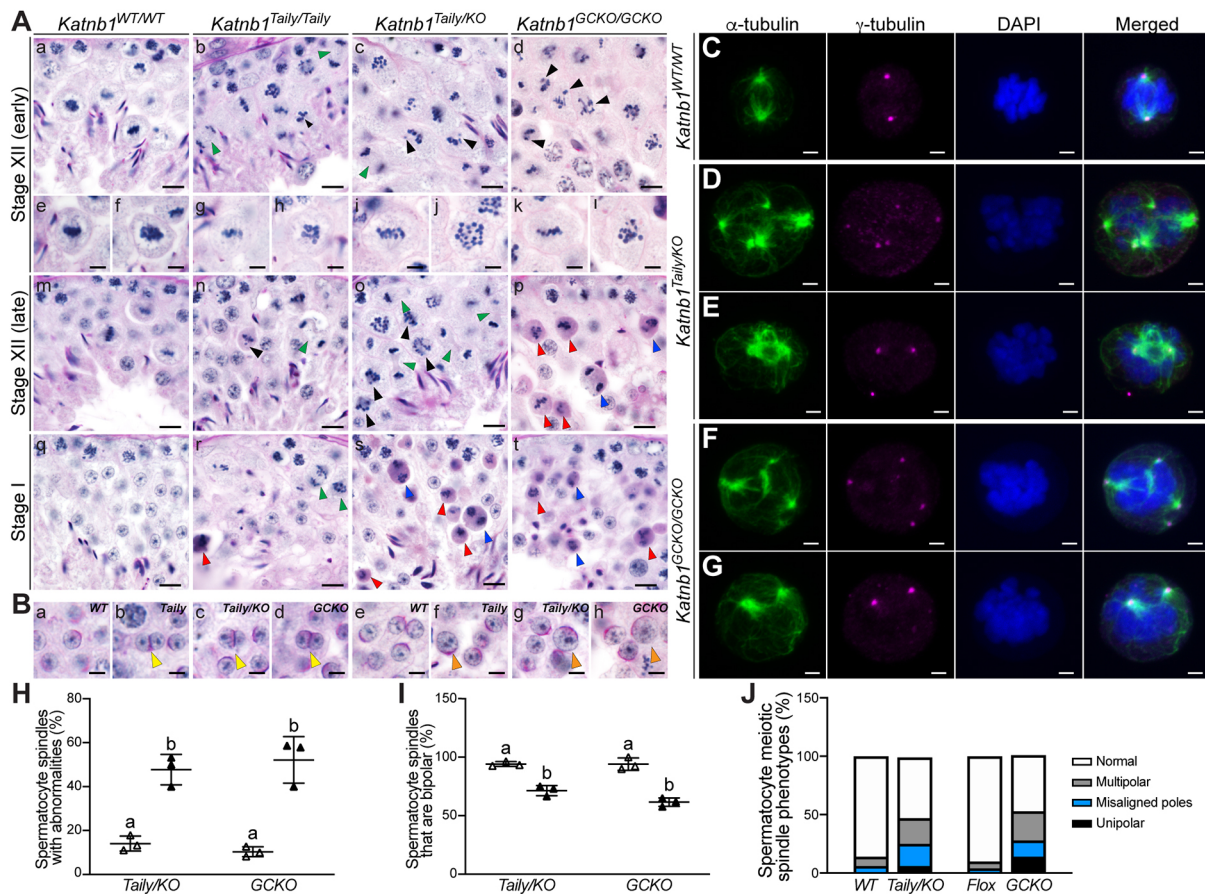 A
Katnb1WT/WT
Katnb1Taily/Taily
Katnb1Taily/KO
Katnb1GCKO/GCKO
Stage XII (early)
a
b
c
d
e
f
g
h
i
j
k
l
Stage XII (late)
m
n
o
p
Stage I
q
r
s
t
B
a
WT
b
Taily
c
Taily/KO
d
GCKO
e
WT
f
Taily
g
Taily/KO
h
GCKO
α-tubulin
γ-tubulin
DAPI
Merged
Katnb1WT/WT
C
Katnb1Taily/KO
D
E
Katnb1GCKO/GCKO
F
G
H
Spermatocyte spindles
with abnormalities (%)
80
60
40
20
0
a
b
a
b
Taily/KO
GCKO
I
Spermatocyte spindles
that are bipolar (%)
150
100
50
0
a
b
a
b
Taily/KO
GCKO
J
Spermatocyte meiotic
spindle phenotypes (%)
150
100
50
0
WT
Taily/KO
Flox
GCKO
Normal
Multipolar
Misaligned poles
Unipolar